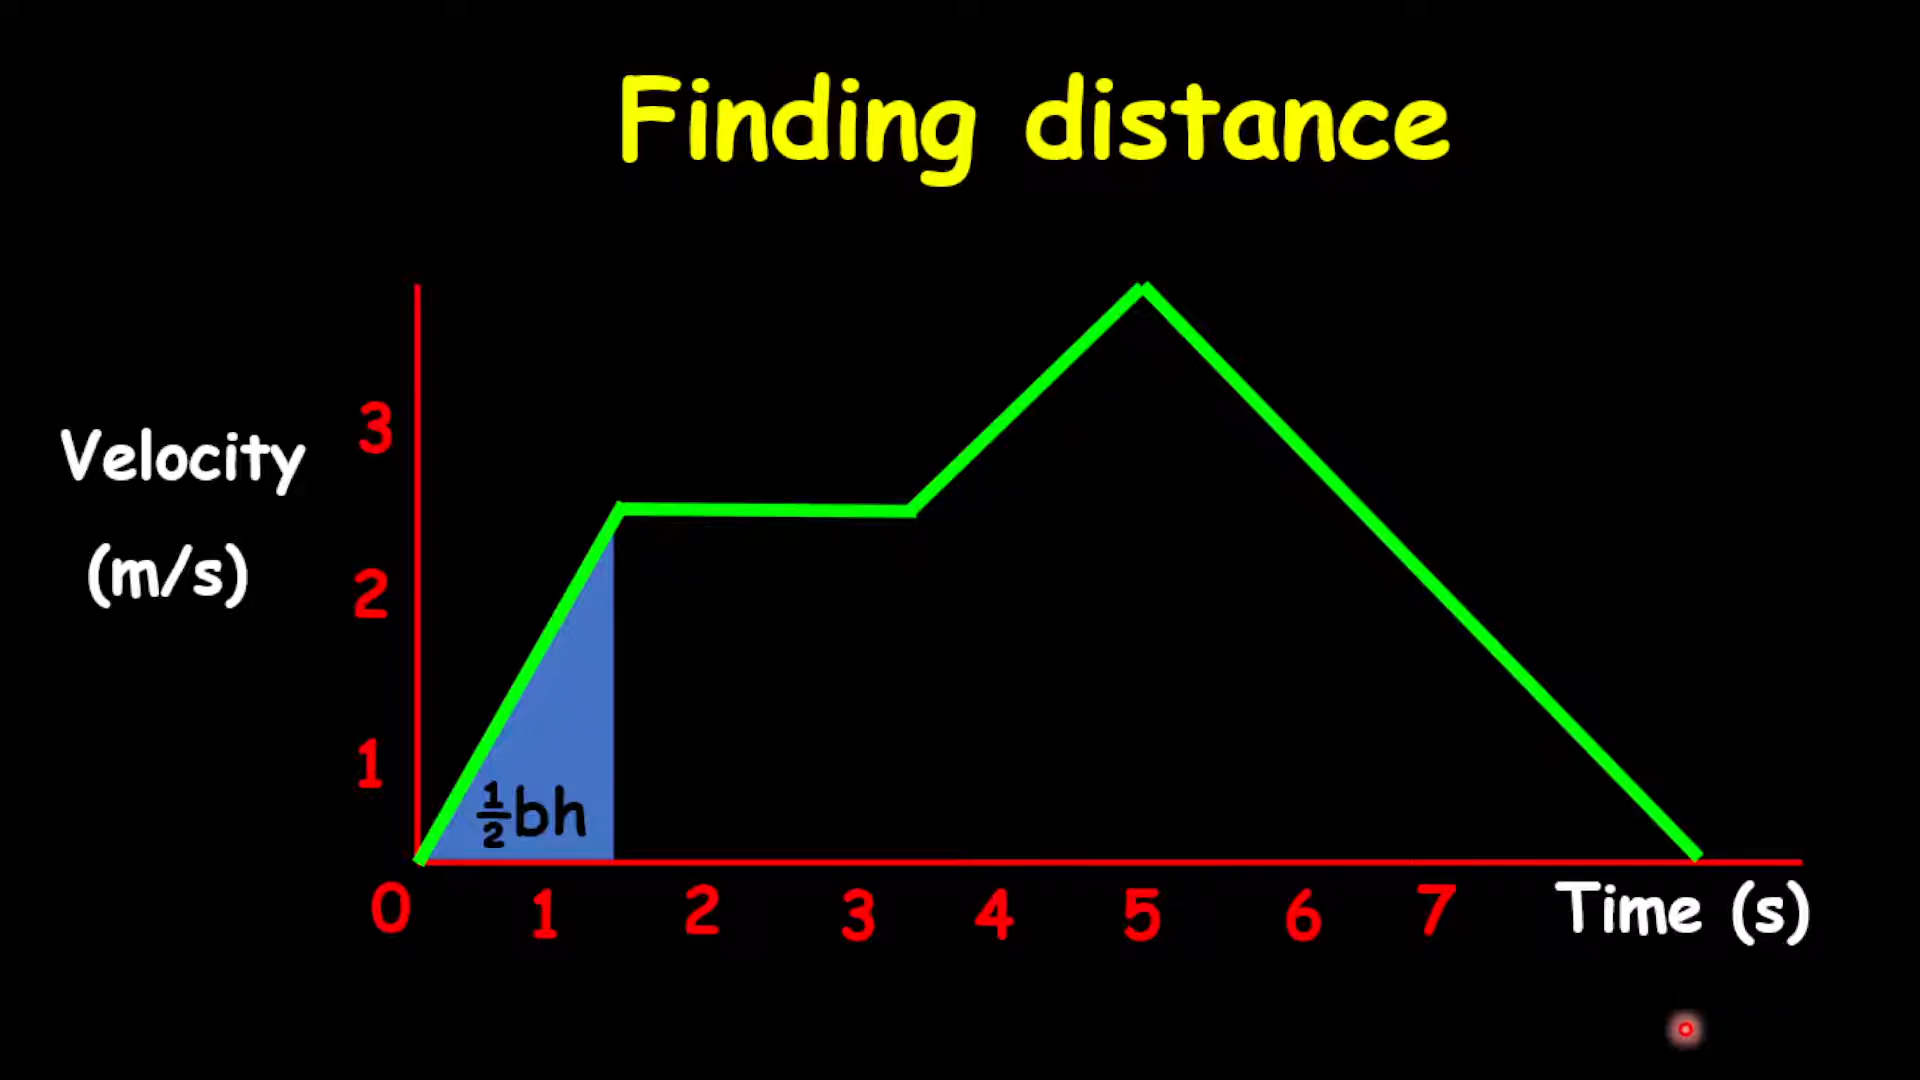 Finding distance
3
Velocity
(m/s)
2
1
½bh
0 1 2 3 4 5 6 7 Time (s)